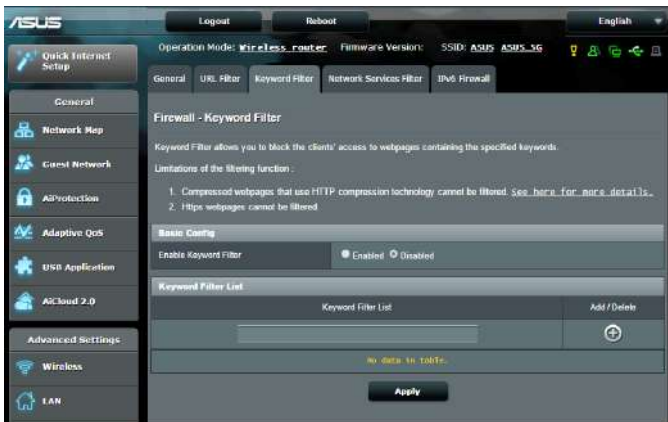 ASUS
Logout
Reboot
English
Quick Internet Setup
Operation Mode: Wireless router Firmware Version: SSID: ASUS ASUS_5G
General
URL Filter
Keyword Filter
Network Services Filter
IPv6 Firewall
General
Network Map
Guest Network
AiProtection
Adaptive QoS
USB Application
AiCloud 2.0
Advanced Settings
Wireless
LAN
Firewall - Keyword Filter
Keyword Filter allows you to block the clients' access to webpages containing the specified keywords.
Limitations of the filtering function :
1. Compressed webpages that use HTTP compression technology cannot be filtered. See here for more details.
2. Https webpages cannot be filtered.
Basic Config
Enable Keyword Filter
Enabled Disabled
Keyword Filter List
Keyword Filter List
Add / Delete
No data in table.
Apply